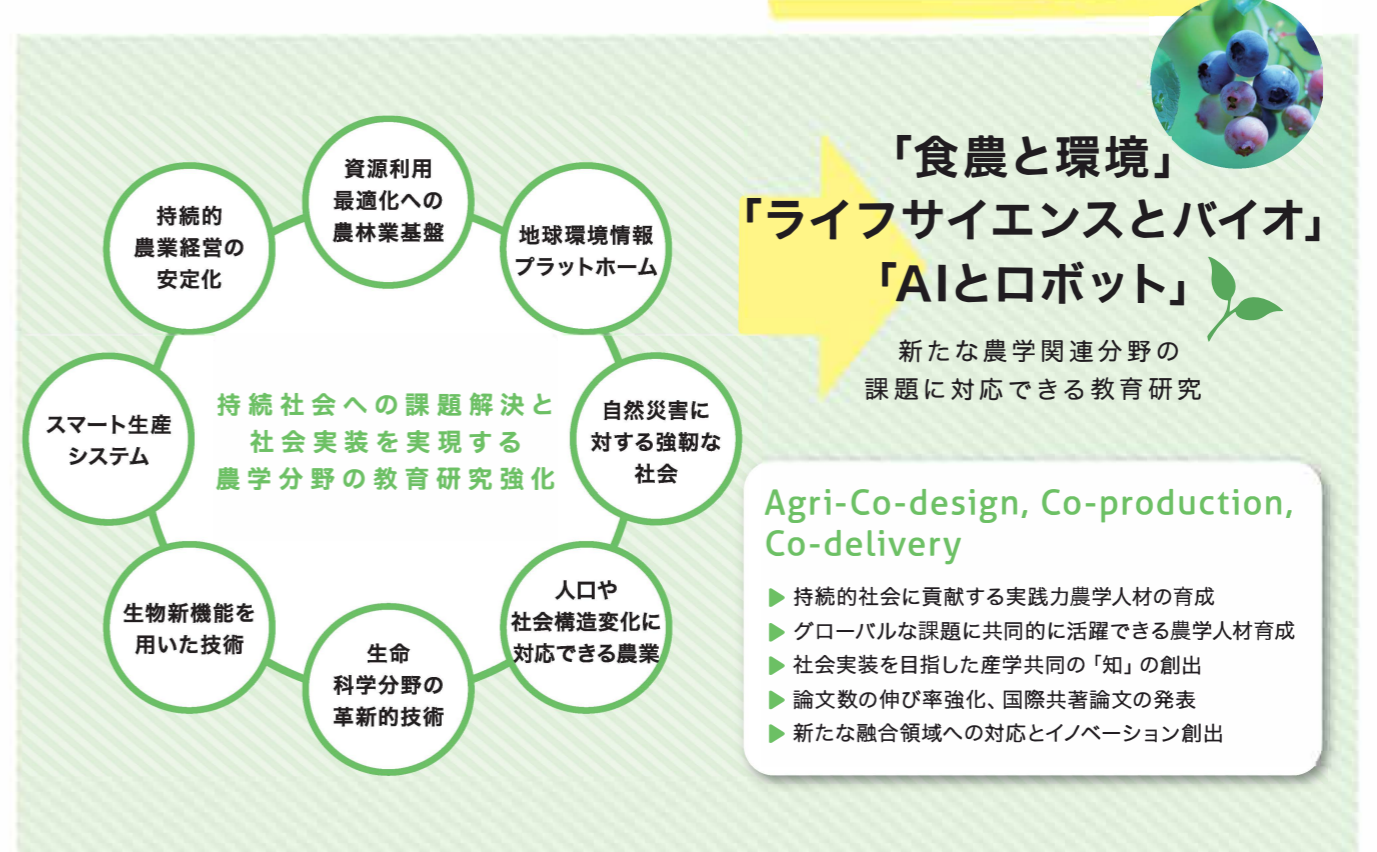 資源利用
最適化への
農林業基盤
地球環境情報
プラットホーム
自然災害に
対する強靭な
社会
人口や
社会構造変化に
対応できる農業
生命
科学分野の
革新的技術
生物新機能を
用いた技術
スマート生産
システム
持続的
農業経営の
安定化
持続社会への課題解決と
社会実装を実現する
農学分野の教育研究強化
「食農と環境」
「ライフサイエンスとバイオ」
「AIとロボット」
新たな農学関連分野の
課題に対応できる教育研究
Agri-Co-design, Co-production,
Co-delivery
▶ 持続的社会に貢献する実践力農学人材の育成
▶ グローバルな課題に共同的に活躍できる農学人材育成
▶ 社会実装を目指した産学共同の「知」の創出
▶ 論文数の伸び率強化、国際共著論文の発表
▶ 新たな融合領域への対応とイノベーション創出